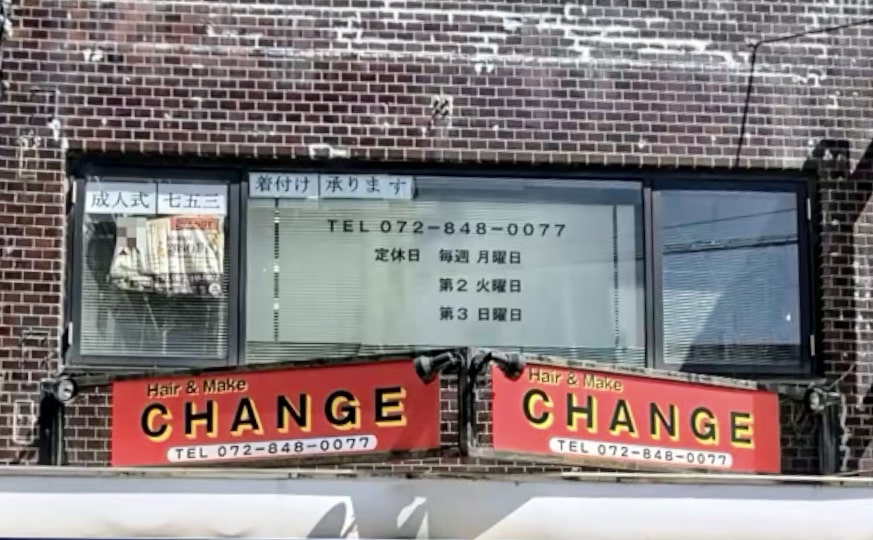 成人式 七五三
着付け 承ります
TEL 072-848-0077
定休日 毎週 月曜日
第2 火曜日
第3 日曜日
Hair & Make
CHANGE
TEL 072-848-0077
Hair & Make
CHANGE
TEL 072-848-0077